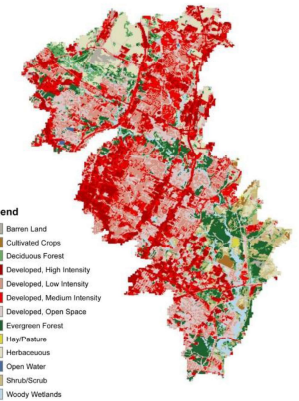 end
Barren Land
Cultivated Crops
Deciduous Forest
Developed, High Intensity
Developed, Low Intensity
Developed, Medium Intensity
Developed, Open Space
Evergreen Forest
Hay/Pasture
Herbaceous
Open Water
Shrub/Scrub
Woody Wetlands